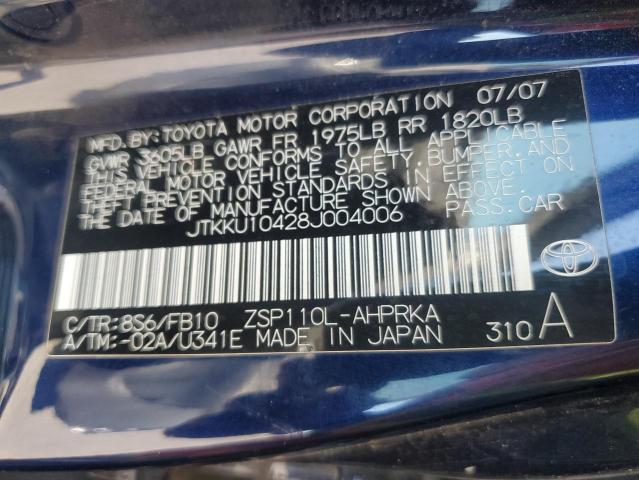 MFD. BY: TOYOTA MOTOR CORPORATION 07/07
GVWR 3605LB GAWR FR 1975LB RR 1820LB
THIS VEHICLE CONFORMS TO ALL APPLICABLE
FEDERAL MOTOR VEHICLE SAFETY, BUMPER, AND
THEFT PREVENTION STANDARDS IN EFFECT ON
THE DATE OF MANUFACTURE SHOWN ABOVE.
JTKKU10428J004006 PASS. CAR
C/TR: 8S6/FB10 ZSP110L-AHPRKA
A/TM: -02A/U341E MADE IN JAPAN 310 A